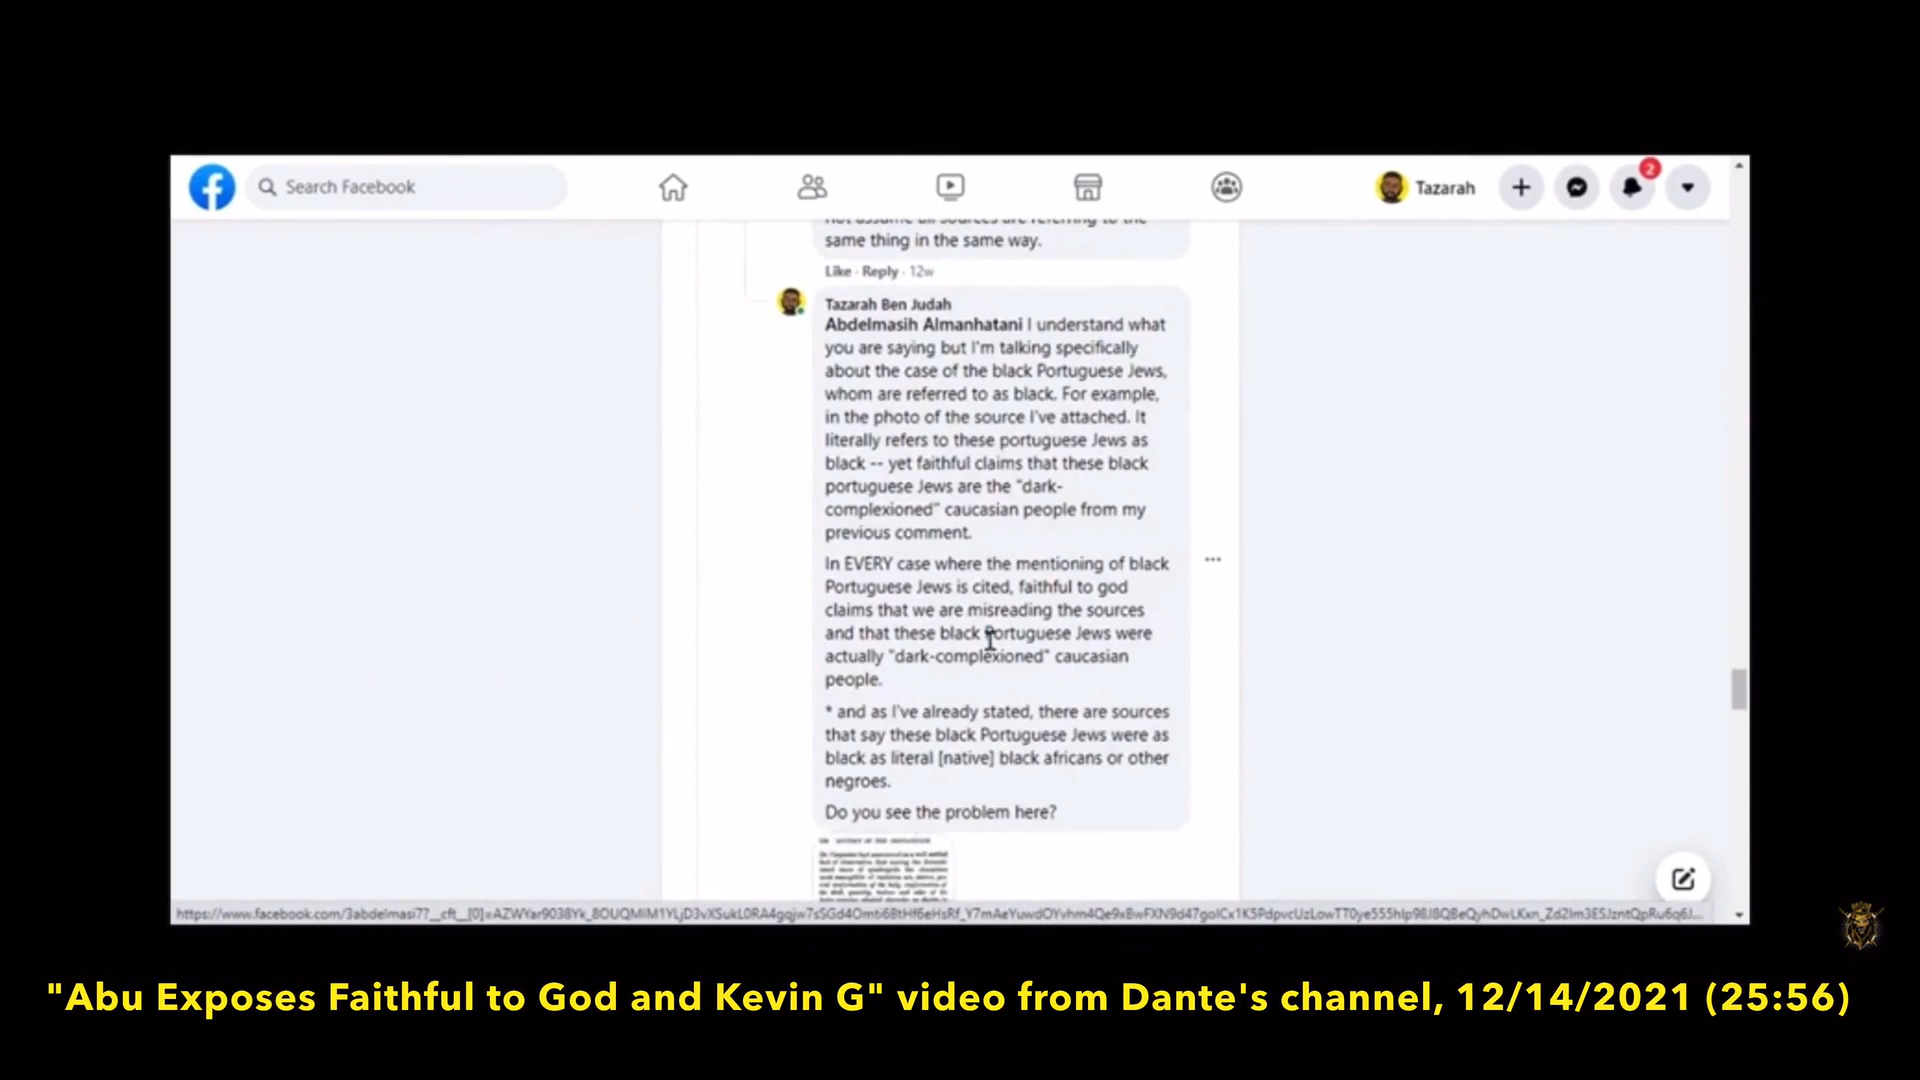 Search Facebook
Tazarah
2
same thing in the same way.
Like · Reply · 12w
Tazarah Ben Judah
Abdelmasih Almanhatani I understand what
you are saying but I'm talking specifically
about the case of the black Portuguese Jews,
whom are referred to as black. For example,
in the photo of the source I've attached. It
literally refers to these portuguese Jews as
black -- yet faithful claims that these black
portuguese Jews are the "dark-
complexioned" caucasian people from my
previous comment.
In EVERY case where the mentioning of black
Portuguese Jews is cited, faithful to god
claims that we are misreading the sources
and that these black Portuguese Jews were
actually "dark-complexioned" caucasian
people.
* and as I've already stated, there are sources
that say these black Portuguese Jews were as
black as literal [native] black africans or other
negroes.
Do you see the problem here?
"Abu Exposes Faithful to God and Kevin G" video from Dante's channel, 12/14/2021 (25:56)